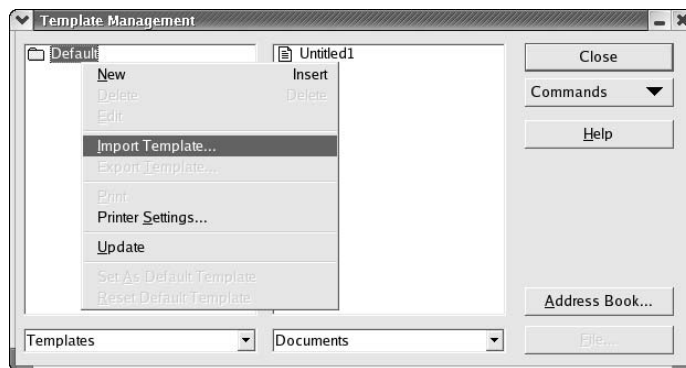 Template Management
Default
Untitled1
New Insert
Delete Delete
Edit
Import Template...
Export Template...
Print
Printer Settings...
Update
Set As Default Template
Reset Default Template
Templates
Documents
Close
Commands
Help
Address Book...
File...